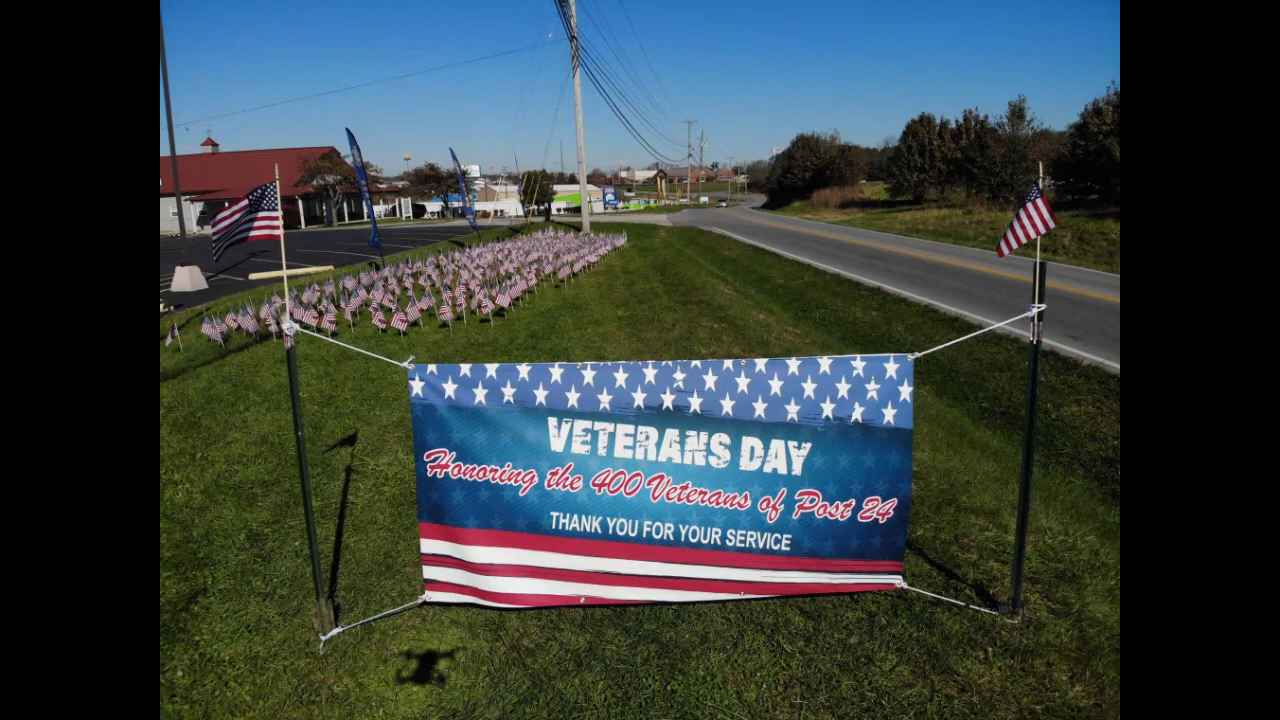 VETERANS DAY
Honoring the 400 Veterans of Post 24
THANK YOU FOR YOUR SERVICE